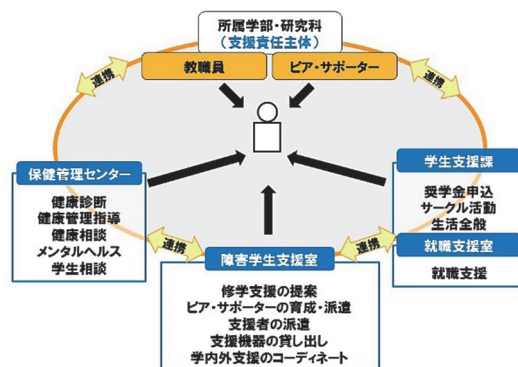 所属学部・研究科
(支援責任主体)
教職員
ピア・サポーター
連携
連携
保健管理センター
健康診断
健康管理指導
健康相談
メンタルヘルス
学生相談
学生支援課
奨学金申込
サークル活動
生活全般
就職支援室
就職支援
連携
連携
障害学生支援室
修学支援の提案
ピア・サポーターの育成・派遣
支援者の派遣
支援機器の貸し出し
学内外支援のコーディネート